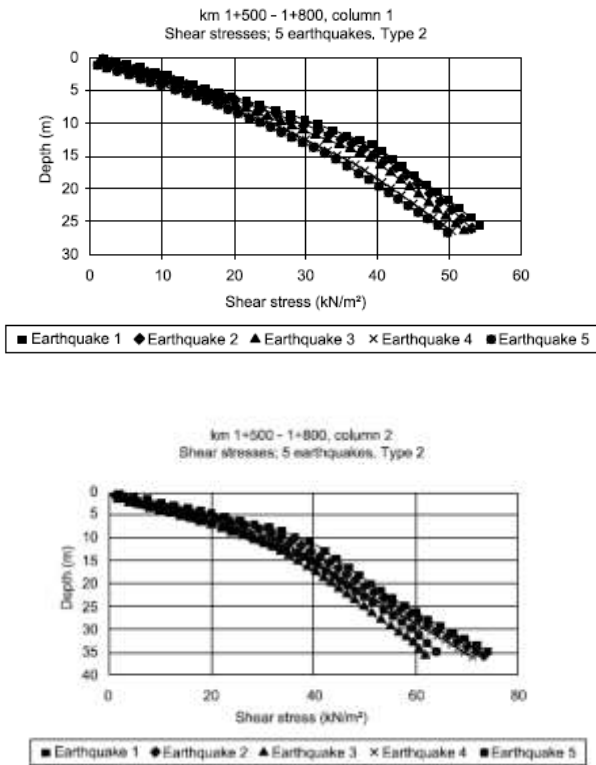 km 1+500 - 1+800, column 1
Shear stresses; 5 earthquakes, Type 2
0
5
10
15
20
25
30
Depth (m)
0 10 20 30 40 50 60
Shear stress (kN/m²)
■ Earthquake 1 ◆ Earthquake 2 ▲ Earthquake 3 × Earthquake 4 ● Earthquake 5
km 1+500 - 1+800, column 2
Shear stresses; 5 earthquakes, Type 2
0
5
10
15
20
25
30
35
40
Depth (m)
0 20 40 60 80
Shear stress (kN/m²)
■ Earthquake 1 ◆ Earthquake 2 ▲ Earthquake 3 × Earthquake 4 ■ Earthquake 5